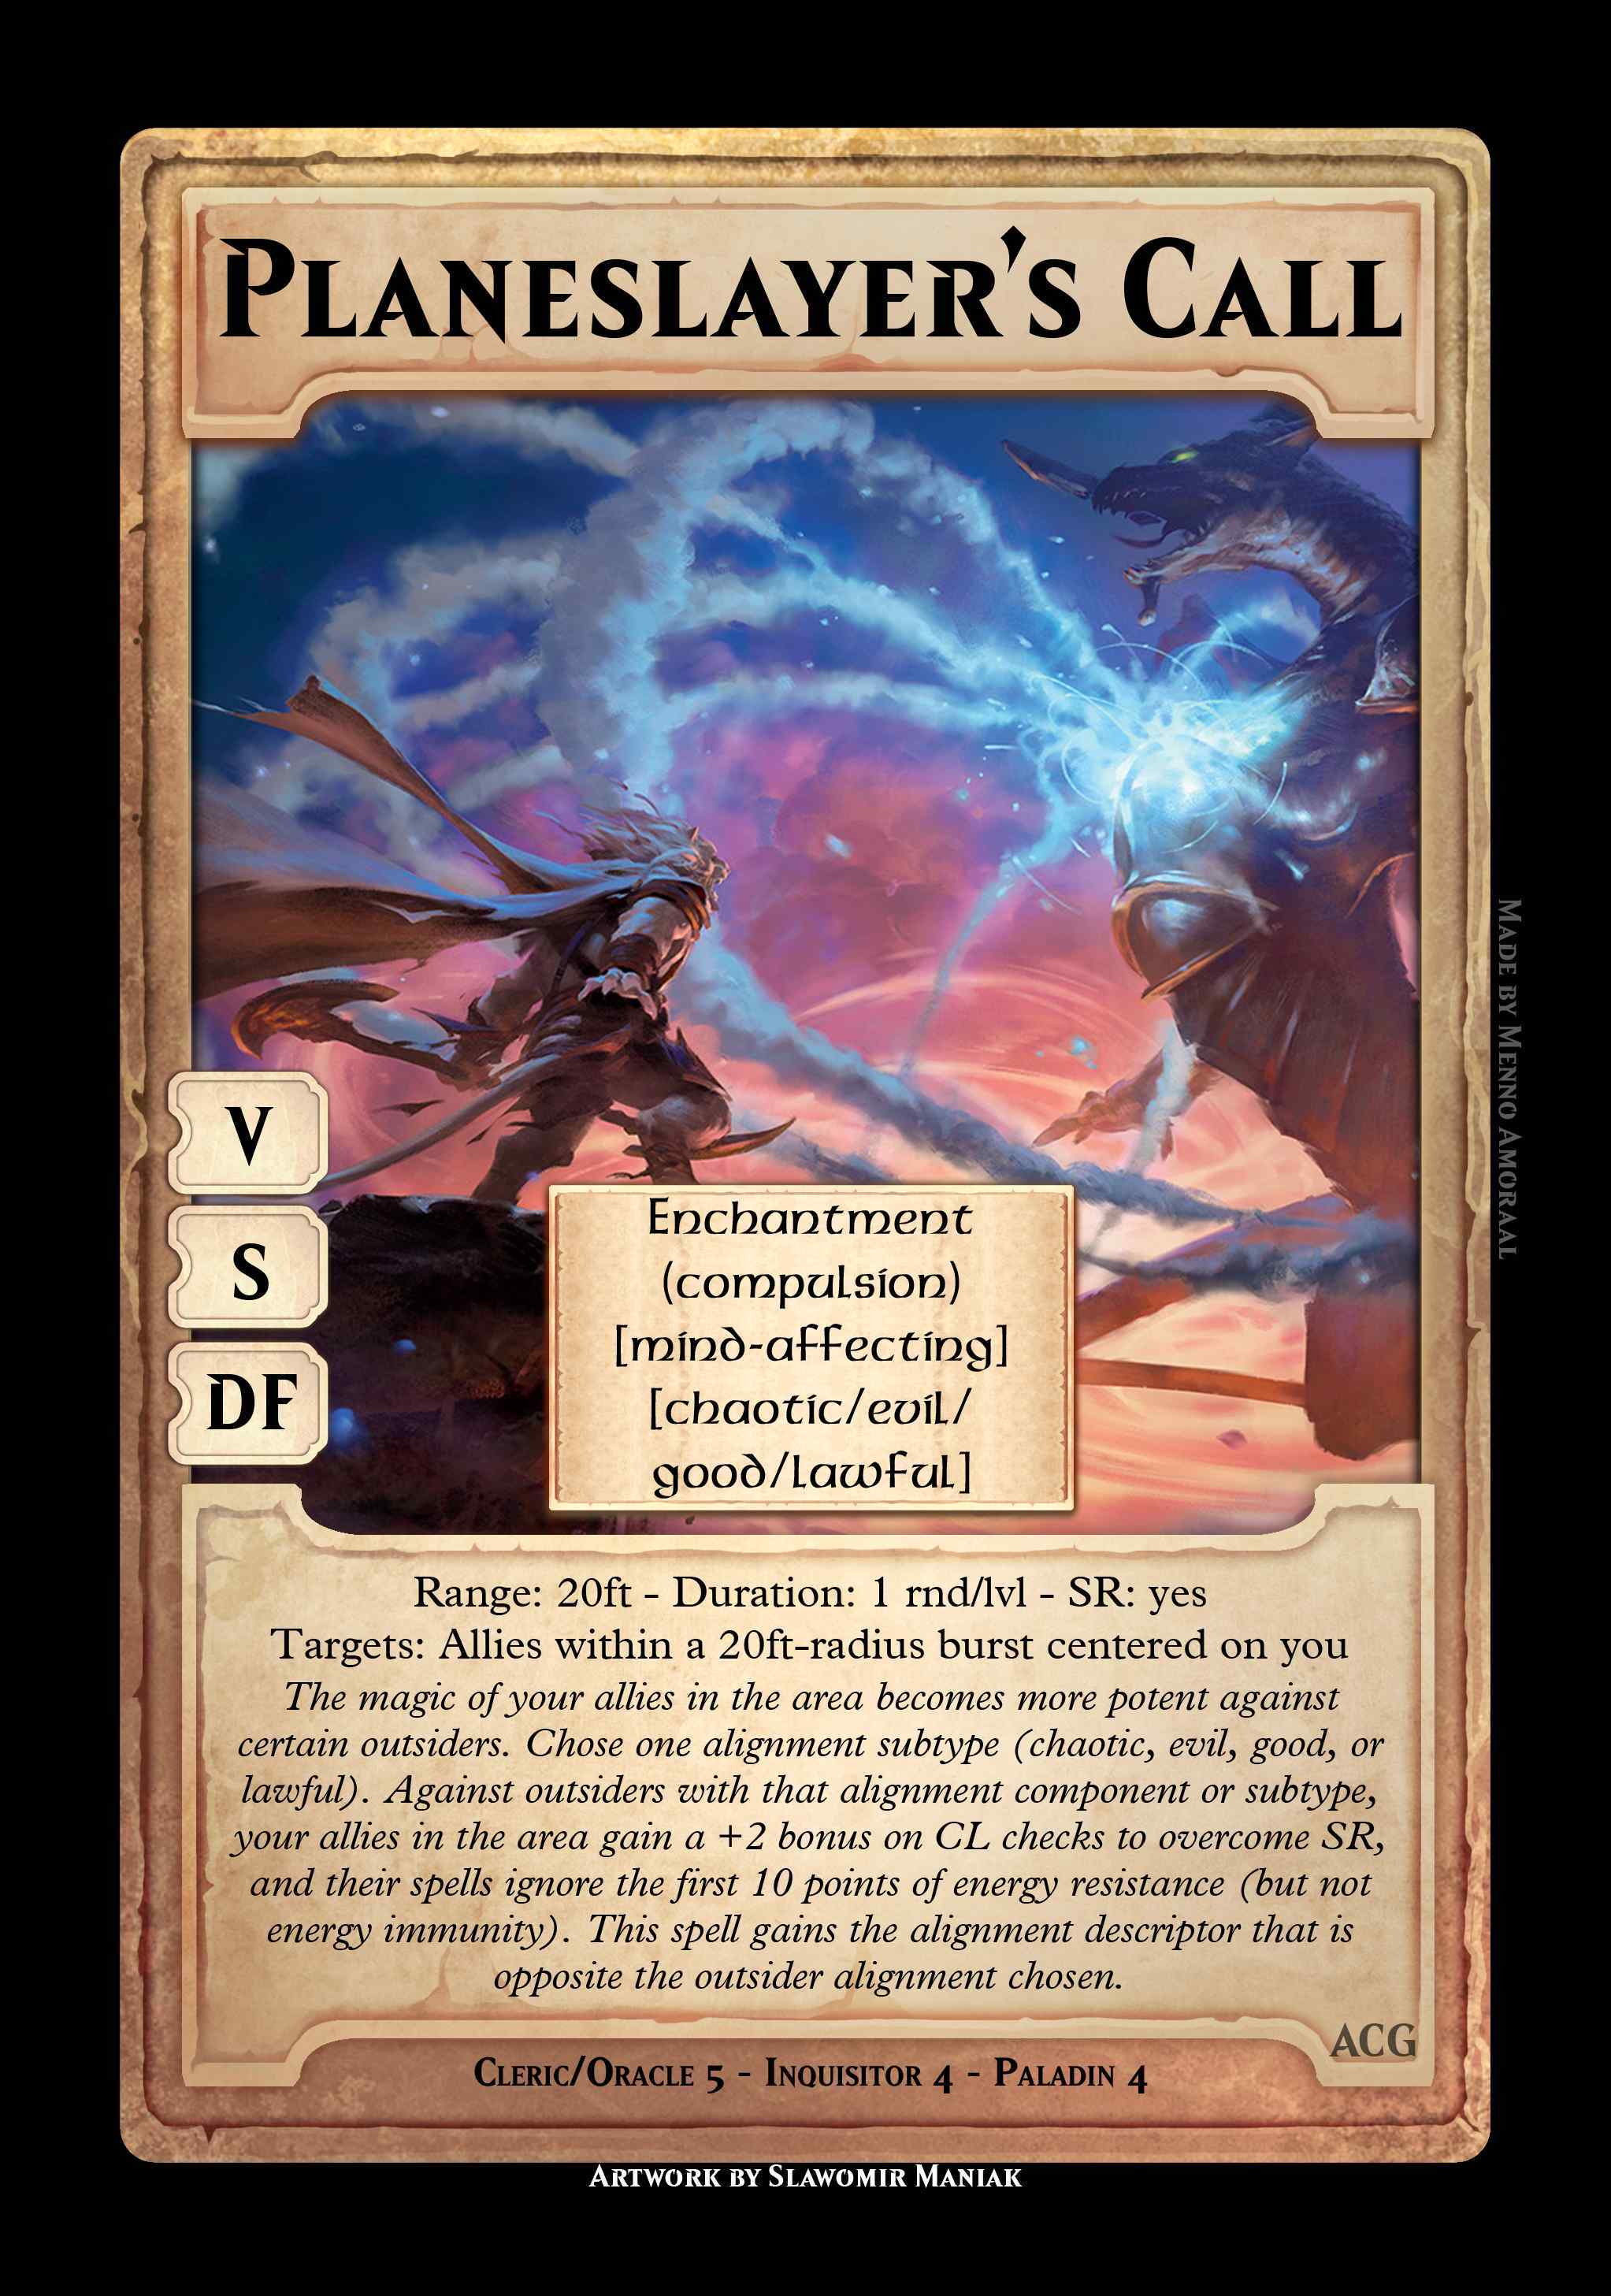 Planeslayer's Call
V
S
DF
Enchantment
(compulsion)
[mind-affecting]
[chaotic/evil/
good/lawful]
Range: 20ft - Duration: 1 rnd/lvl - SR: yes
Targets: Allies within a 20ft-radius burst centered on you
The magic of your allies in the area becomes more potent against
certain outsiders. Chose one alignment subtype (chaotic, evil, good, or
lawful). Against outsiders with that alignment component or subtype,
your allies in the area gain a +2 bonus on CL checks to overcome SR,
and their spells ignore the first 10 points of energy resistance (but not
energy immunity). This spell gains the alignment descriptor that is
opposite the outsider alignment chosen.
ACG
Cleric/Oracle 5 - Inquisitor 4 - Paladin 4
Artwork by Slawomir Maniak
Made by Menno Amoraal